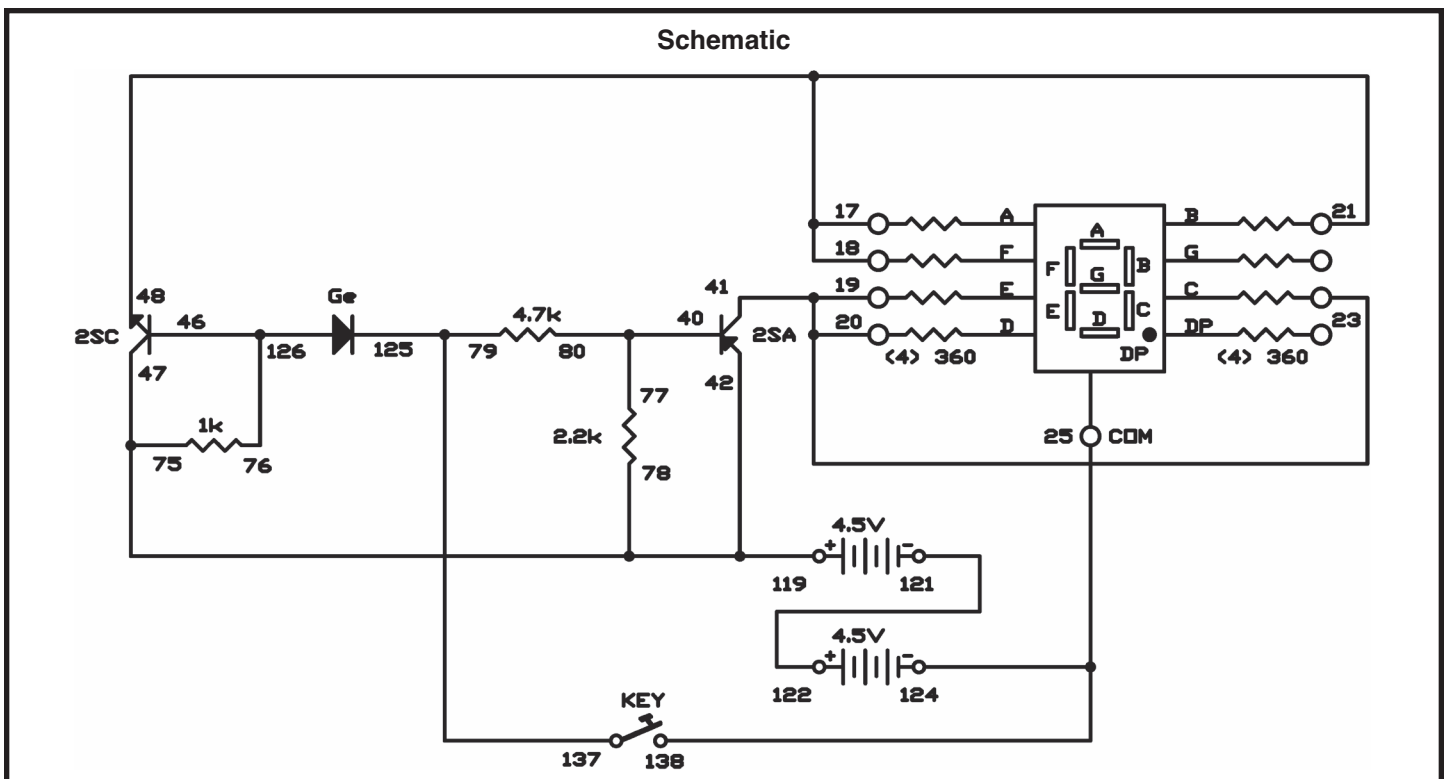 Schematic
17 A B 21
A
18 F G
F G B
48 Ge 41 19 E C
46 4.7k 40 20 E D C D DP 23
2SC 126 125 79 80 2SA (4) 360 DP (4) 360
47 42
77
1k 2.2k 25 COM
75 76 78
4.5V
+ -
119 121
4.5V
+ -
122 124
KEY
137 138